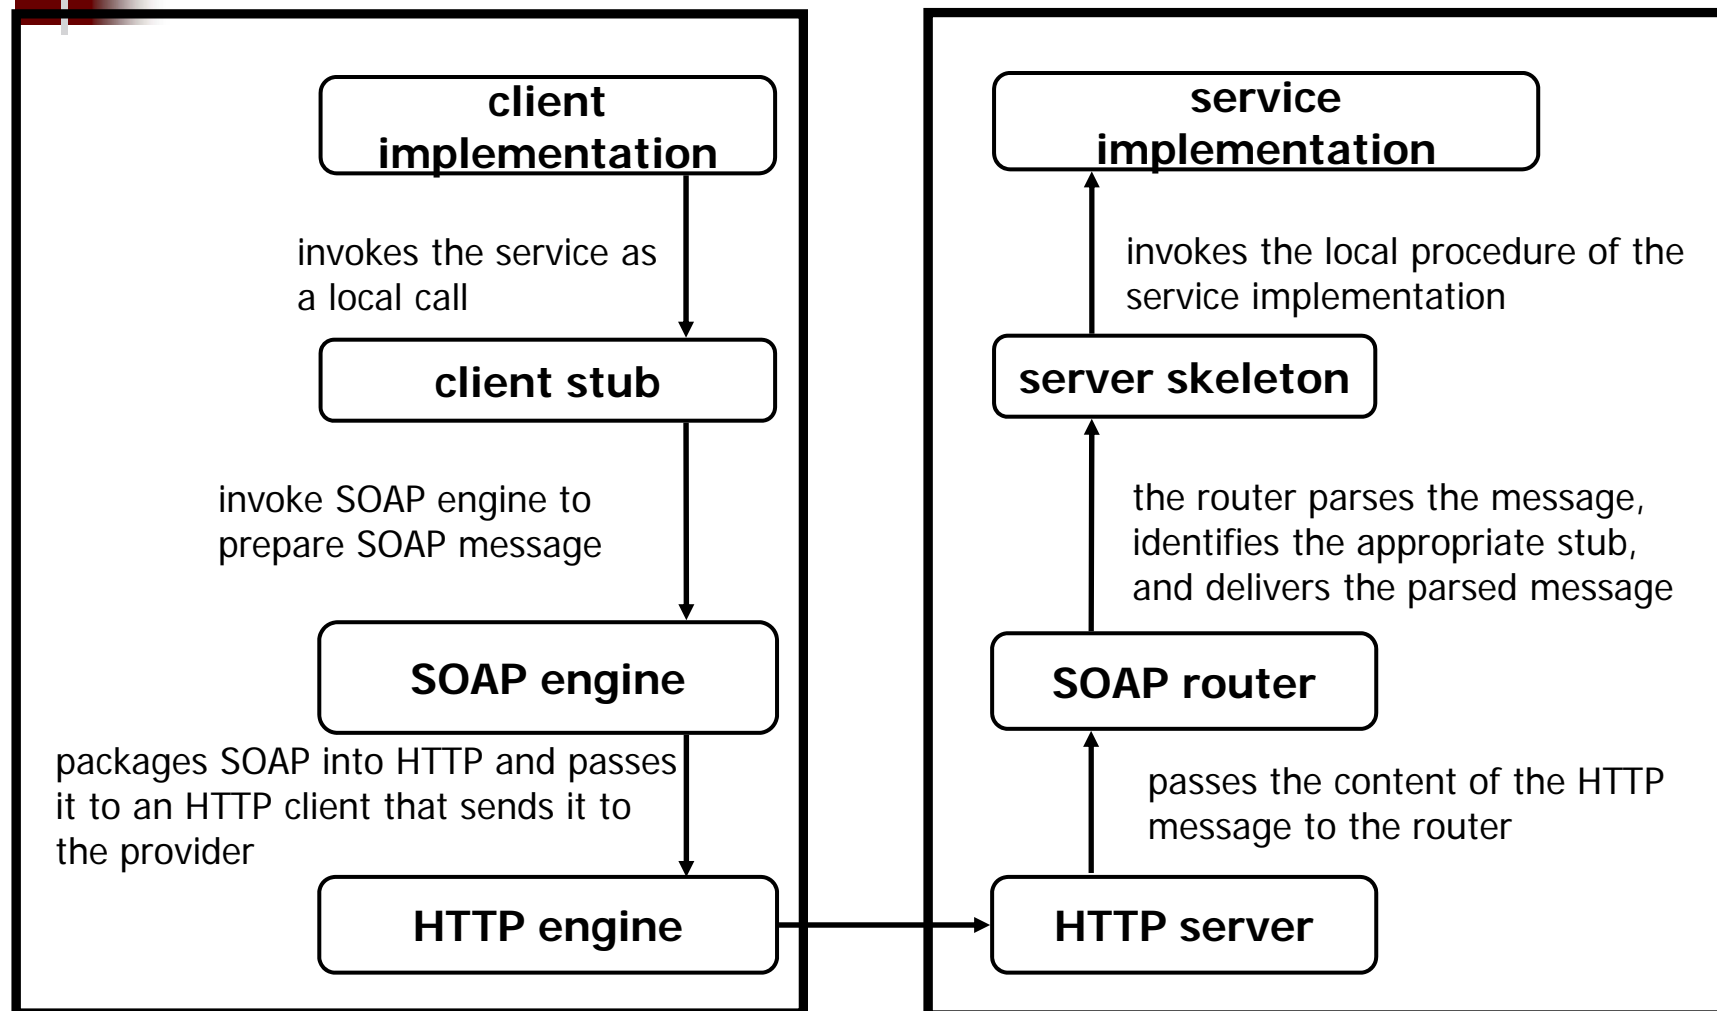 client
implementation
invokes the service as
a local call
client stub
invoke SOAP engine to
prepare SOAP message
SOAP engine
packages SOAP into HTTP and passes
it to an HTTP client that sends it to
the provider
HTTP engine
service
implementation
invokes the local procedure of the
service implementation
server skeleton
the router parses the message,
identifies the appropriate stub,
and delivers the parsed message
SOAP router
passes the content of the HTTP
message to the router
HTTP server